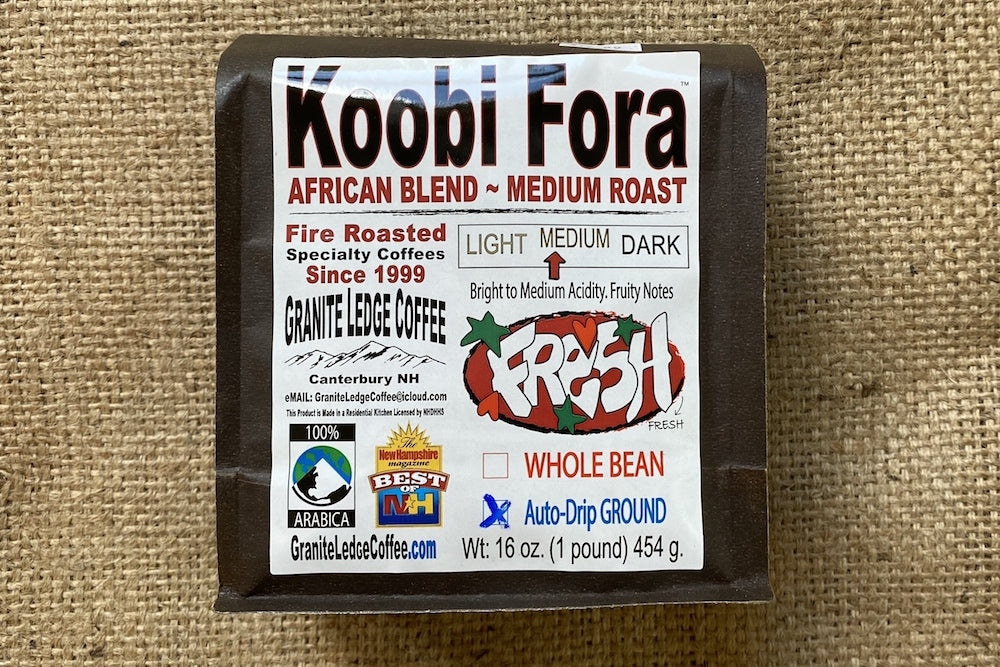 Koobi Fora™
AFRICAN BLEND ~ MEDIUM ROAST
Fire Roasted
Specialty Coffees
Since 1999
GRANITE LEDGE COFFEE
Canterbury NH
eMAIL: GraniteLedgeCoffee@icloud.com
This Product is Made in a Residential Kitchen Licensed by NHDHHS
100%
ARABICA
The
New Hampshire
magazine
BEST
OF
NH
GraniteLedgeCoffee.com
LIGHT MEDIUM DARK
Bright to Medium Acidity. Fruity Notes
FRESH
FRESH
WHOLE BEAN
Auto-Drip GROUND
Wt: 16 oz. (1 pound) 454 g.